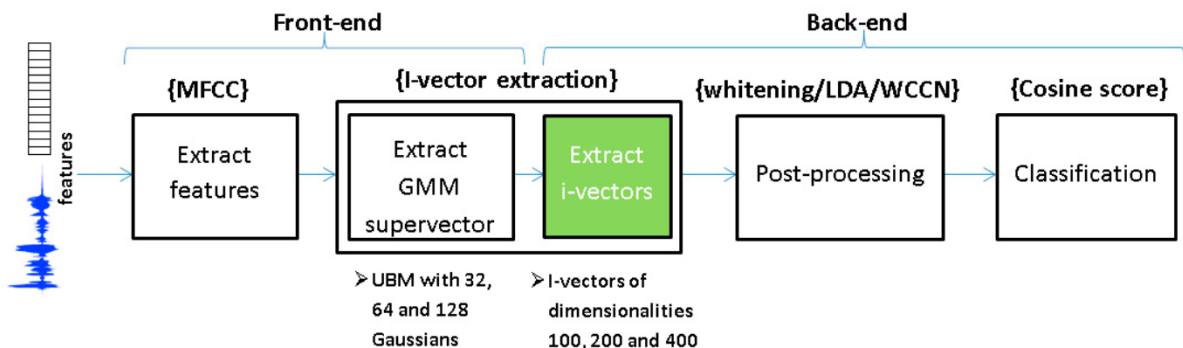 Front-end
Back-end
{MFCC}
{I-vector extraction}
{whitening/LDA/WCCN}
{Cosine score}
features
Extract
features
Extract
GMM
supervector
Extract
i-vectors
Post-processing
Classification
➢ UBM with 32,
64 and 128
Gaussians
➢ I-vectors of
dimensionalities
100, 200 and 400